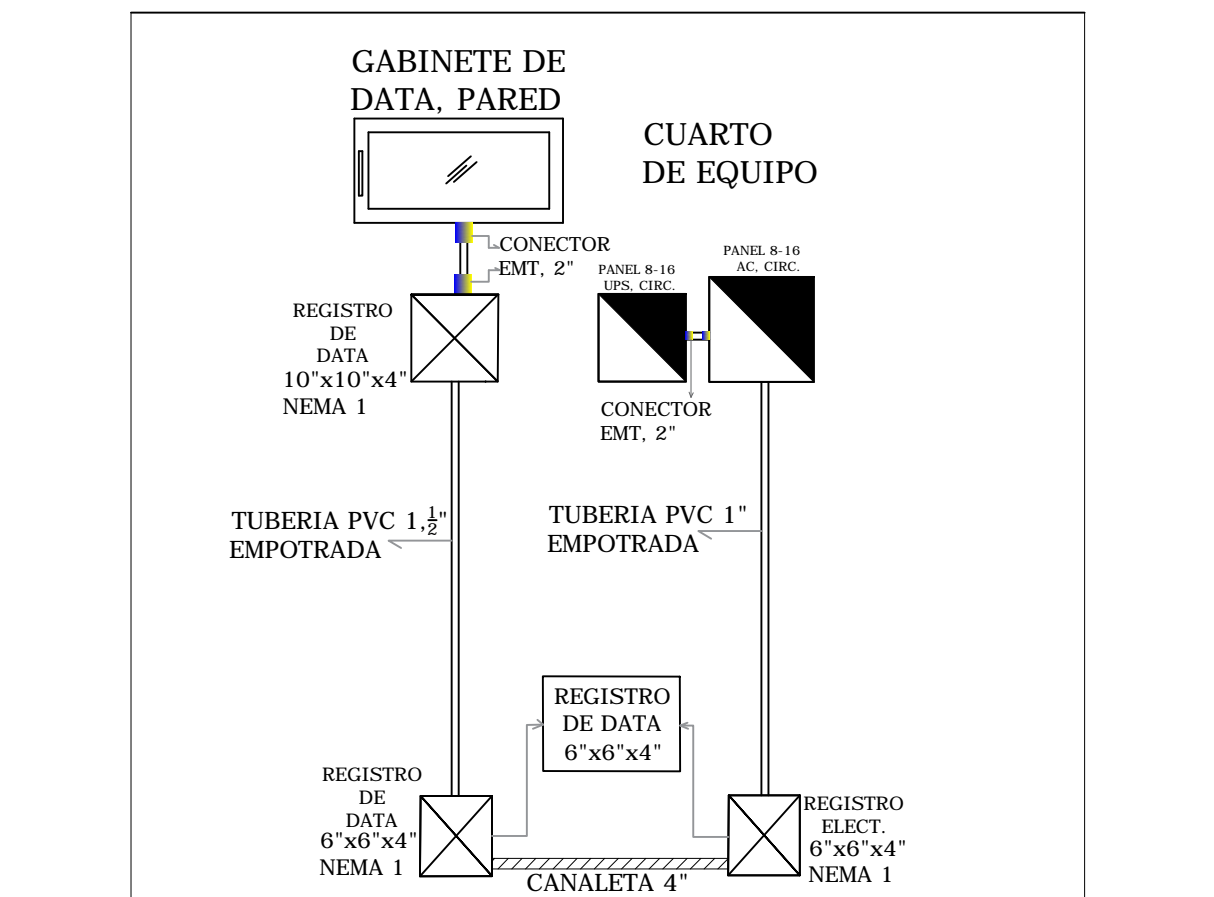 GABINETE DE
DATA, PARED
CUARTO
DE EQUIPO
CONECTOR
EMT, 2"
PANEL 8-16
UPS, CIRC.
PANEL 8-16
AC, CIRC.
REGISTRO
DE
DATA
10"x10"x4"
NEMA 1
CONECTOR
EMT, 2"
TUBERIA PVC 1,½"
EMPOTRADA
TUBERIA PVC 1"
EMPOTRADA
REGISTRO
DE DATA
6"x6"x4"
REGISTRO
DE
DATA
6"x6"x4"
NEMA 1
REGISTRO
ELECT.
6"x6"x4"
NEMA 1
CANALETA 4"